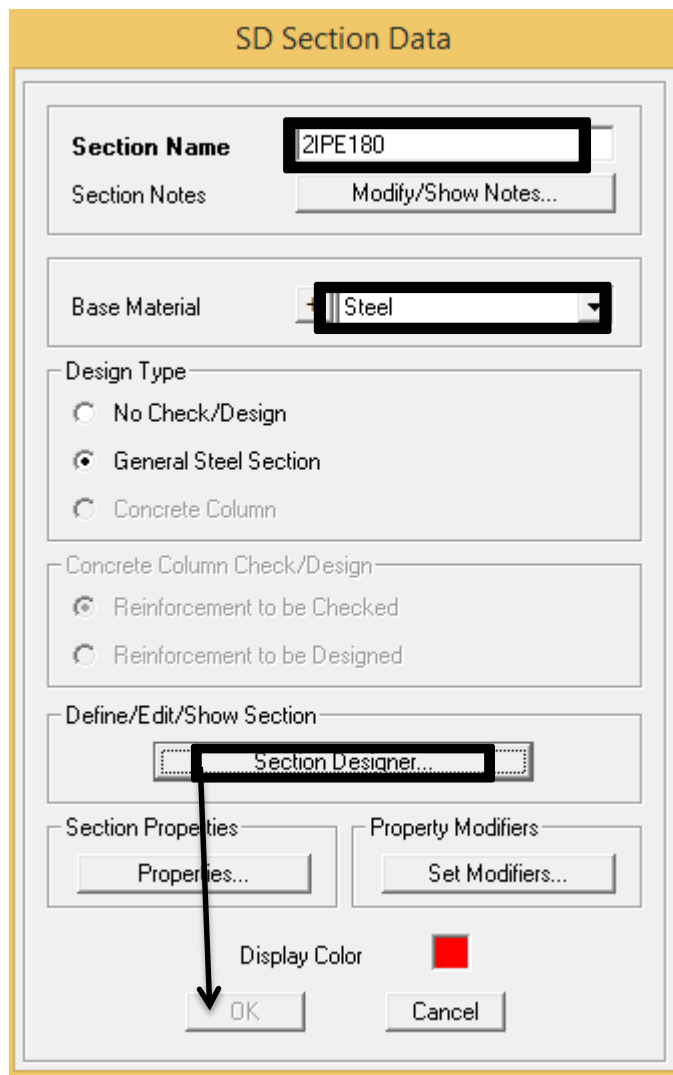 SD Section Data
Section Name 2IPE180
Section Notes Modify/Show Notes...
Base Material + Steel
Design Type
No Check/Design
General Steel Section
Concrete Column
Concrete Column Check/Design
Reinforcement to be Checked
Reinforcement to be Designed
Define/Edit/Show Section
Section Designer...
Section Properties Property Modifiers
Properties... Set Modifiers...
Display Color
OK Cancel